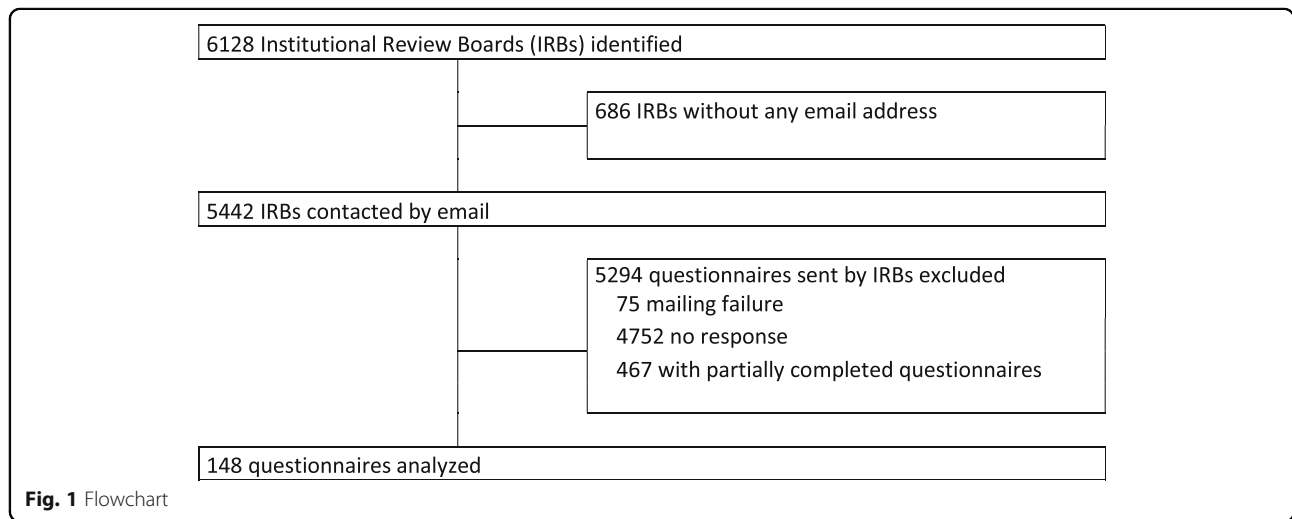 6128 Institutional Review Boards (IRBs) identified
686 IRBs without any email address
5442 IRBs contacted by email
5294 questionnaires sent by IRBs excluded
75 mailing failure
4752 no response
467 with partially completed questionnaires
148 questionnaires analyzed
Fig. 1 Flowchart